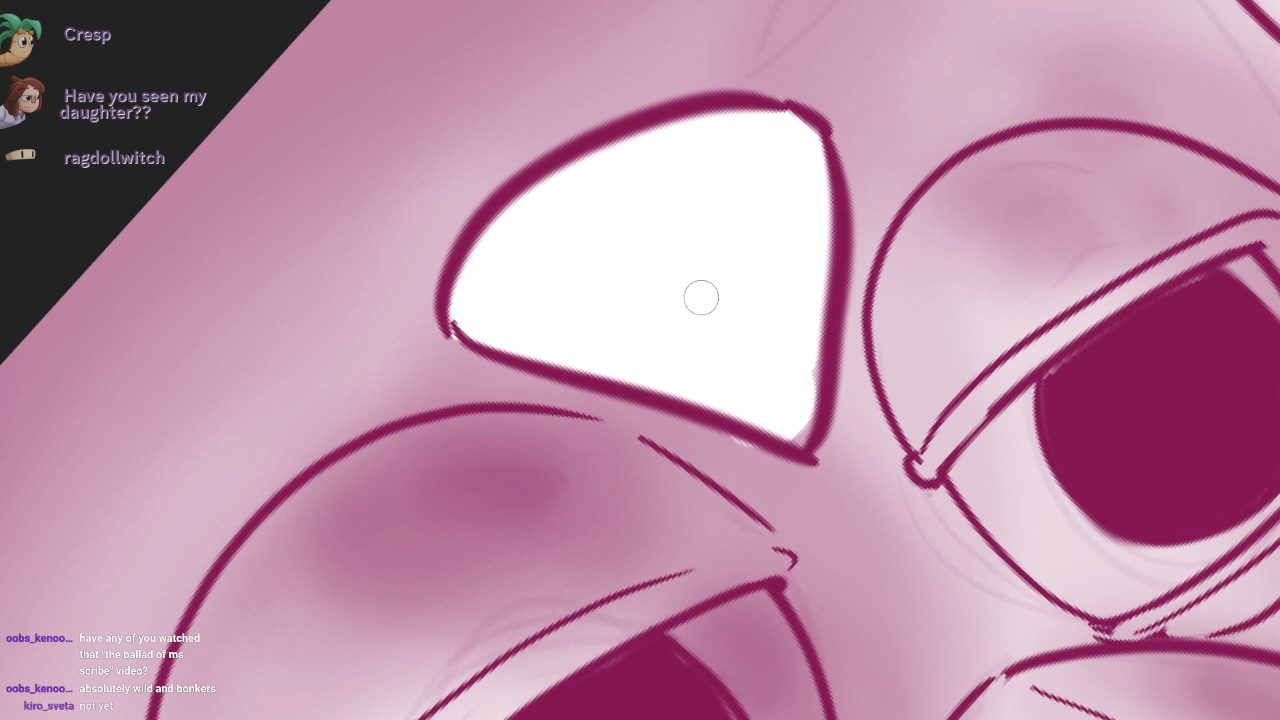 Cresp
Have you seen my
daughter??
ragdollwitch
oobs_kenoo... have any of you watched
that "the ballad of ms
scribe" video?
oobs_kenoo... absolutely wild and bonkers
kiro_sveta not yet